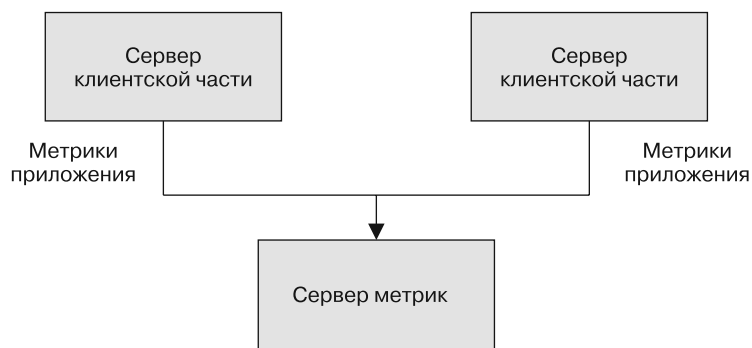 Сервер
клиентской части
Сервер
клиентской части
Метрики
приложения
Метрики
приложения
Сервер метрик